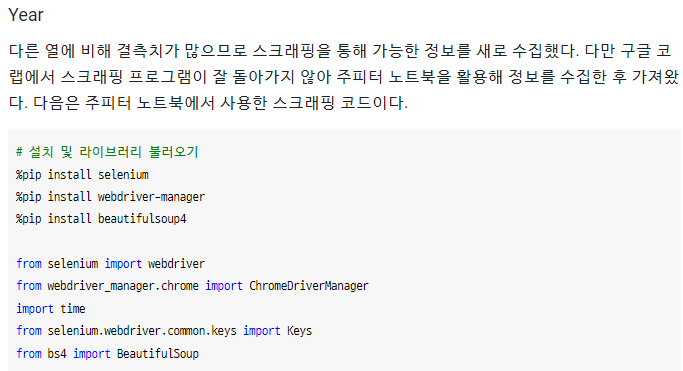 Year
다른 열에 비해 결측치가 많으므로 스크래핑을 통해 가능한 정보를 새로 수집했다. 다만 구글 코
랩에서 스크래핑 프로그램이 잘 돌아가지 않아 주피터 노트북을 활용해 정보를 수집한 후 가져왔
다. 다음은 주피터 노트북에서 사용한 스크래핑 코드이다.
# 설치 및 라이브러리 불러오기
%pip install selenium
%pip install webdriver-manager
%pip install beautifulsoup4
from selenium import webdriver
from webdriver_manager.chrome import ChromeDriverManager
import time
from selenium.webdriver.common.keys import Keys
from bs4 import BeautifulSoup